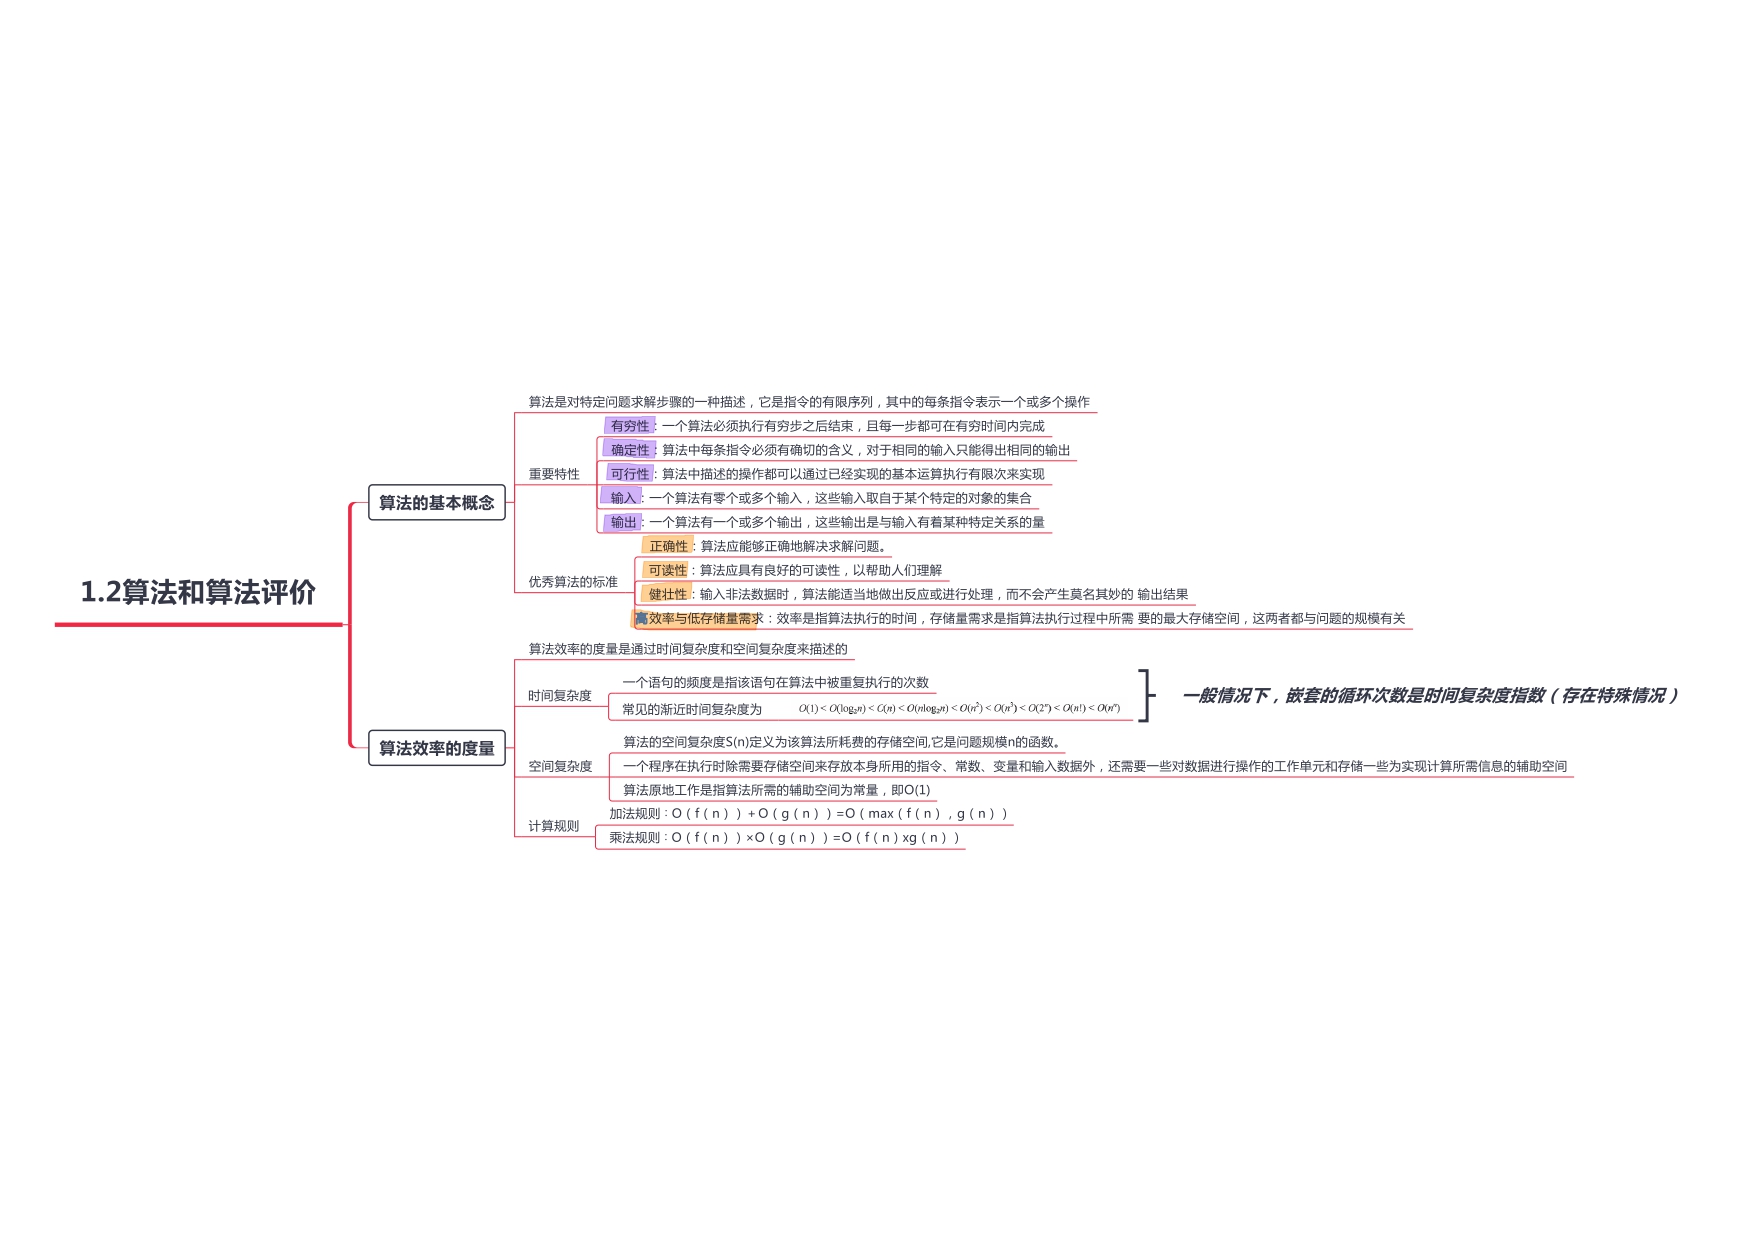 1.2算法和算法评价
算法的基本概念
算法是对特定问题求解步骤的一种描述，它是指令的有限序列，其中的每条指令表示一个或多个操作
重要特性
有穷性：一个算法必须执行有穷步之后结束，且每一步都可在有穷时间内完成
确定性：算法中每条指令必须有确切的含义，对于相同的输入只能得出相同的输出
可行性：算法中描述的操作都可以通过已经实现的基本运算执行有限次来实现
输入：一个算法有零个或多个输入，这些输入取自于某个特定的对象的集合
输出：一个算法有一个或多个输出，这些输出是与输入有着某种特定关系的量
优秀算法的标准
正确性：算法应能够正确地解决求解问题。
可读性：算法应具有良好的可读性，以帮助人们理解
健壮性：输入非法数据时，算法能适当地做出反应或进行处理，而不会产生莫名其妙的 输出结果
高效率与低存储量需求：效率是指算法执行的时间，存储量需求是指算法执行过程中所需 要的最大存储空间，这两者都与问题的规模有关
算法效率的度量
算法效率的度量是通过时间复杂度和空间复杂度来描述的
时间复杂度
一个语句的频度是指该语句在算法中被重复执行的次数
常见的渐近时间复杂度为 O(1) < O(log₂n) < O(n) < O(nlog₂n) < O(n²) < O(n³) < O(2ⁿ) < O(n!) < O(nⁿ)
一般情况下，嵌套的循环次数是时间复杂度指数（存在特殊情况）
空间复杂度
算法的空间复杂度S(n)定义为该算法所耗费的存储空间,它是问题规模n的函数。
一个程序在执行时除需要存储空间来存放本身所用的指令、常数、变量和输入数据外，还需要一些对数据进行操作的工作单元和存储一些为实现计算所需信息的辅助空间
算法原地工作是指算法所需的辅助空间为常量，即O(1)
计算规则
加法规则：O（f（n））+O（g（n））=O（max（f（n），g（n））
乘法规则：O（f（n））×O（g（n））=O（f（n）xg（n））